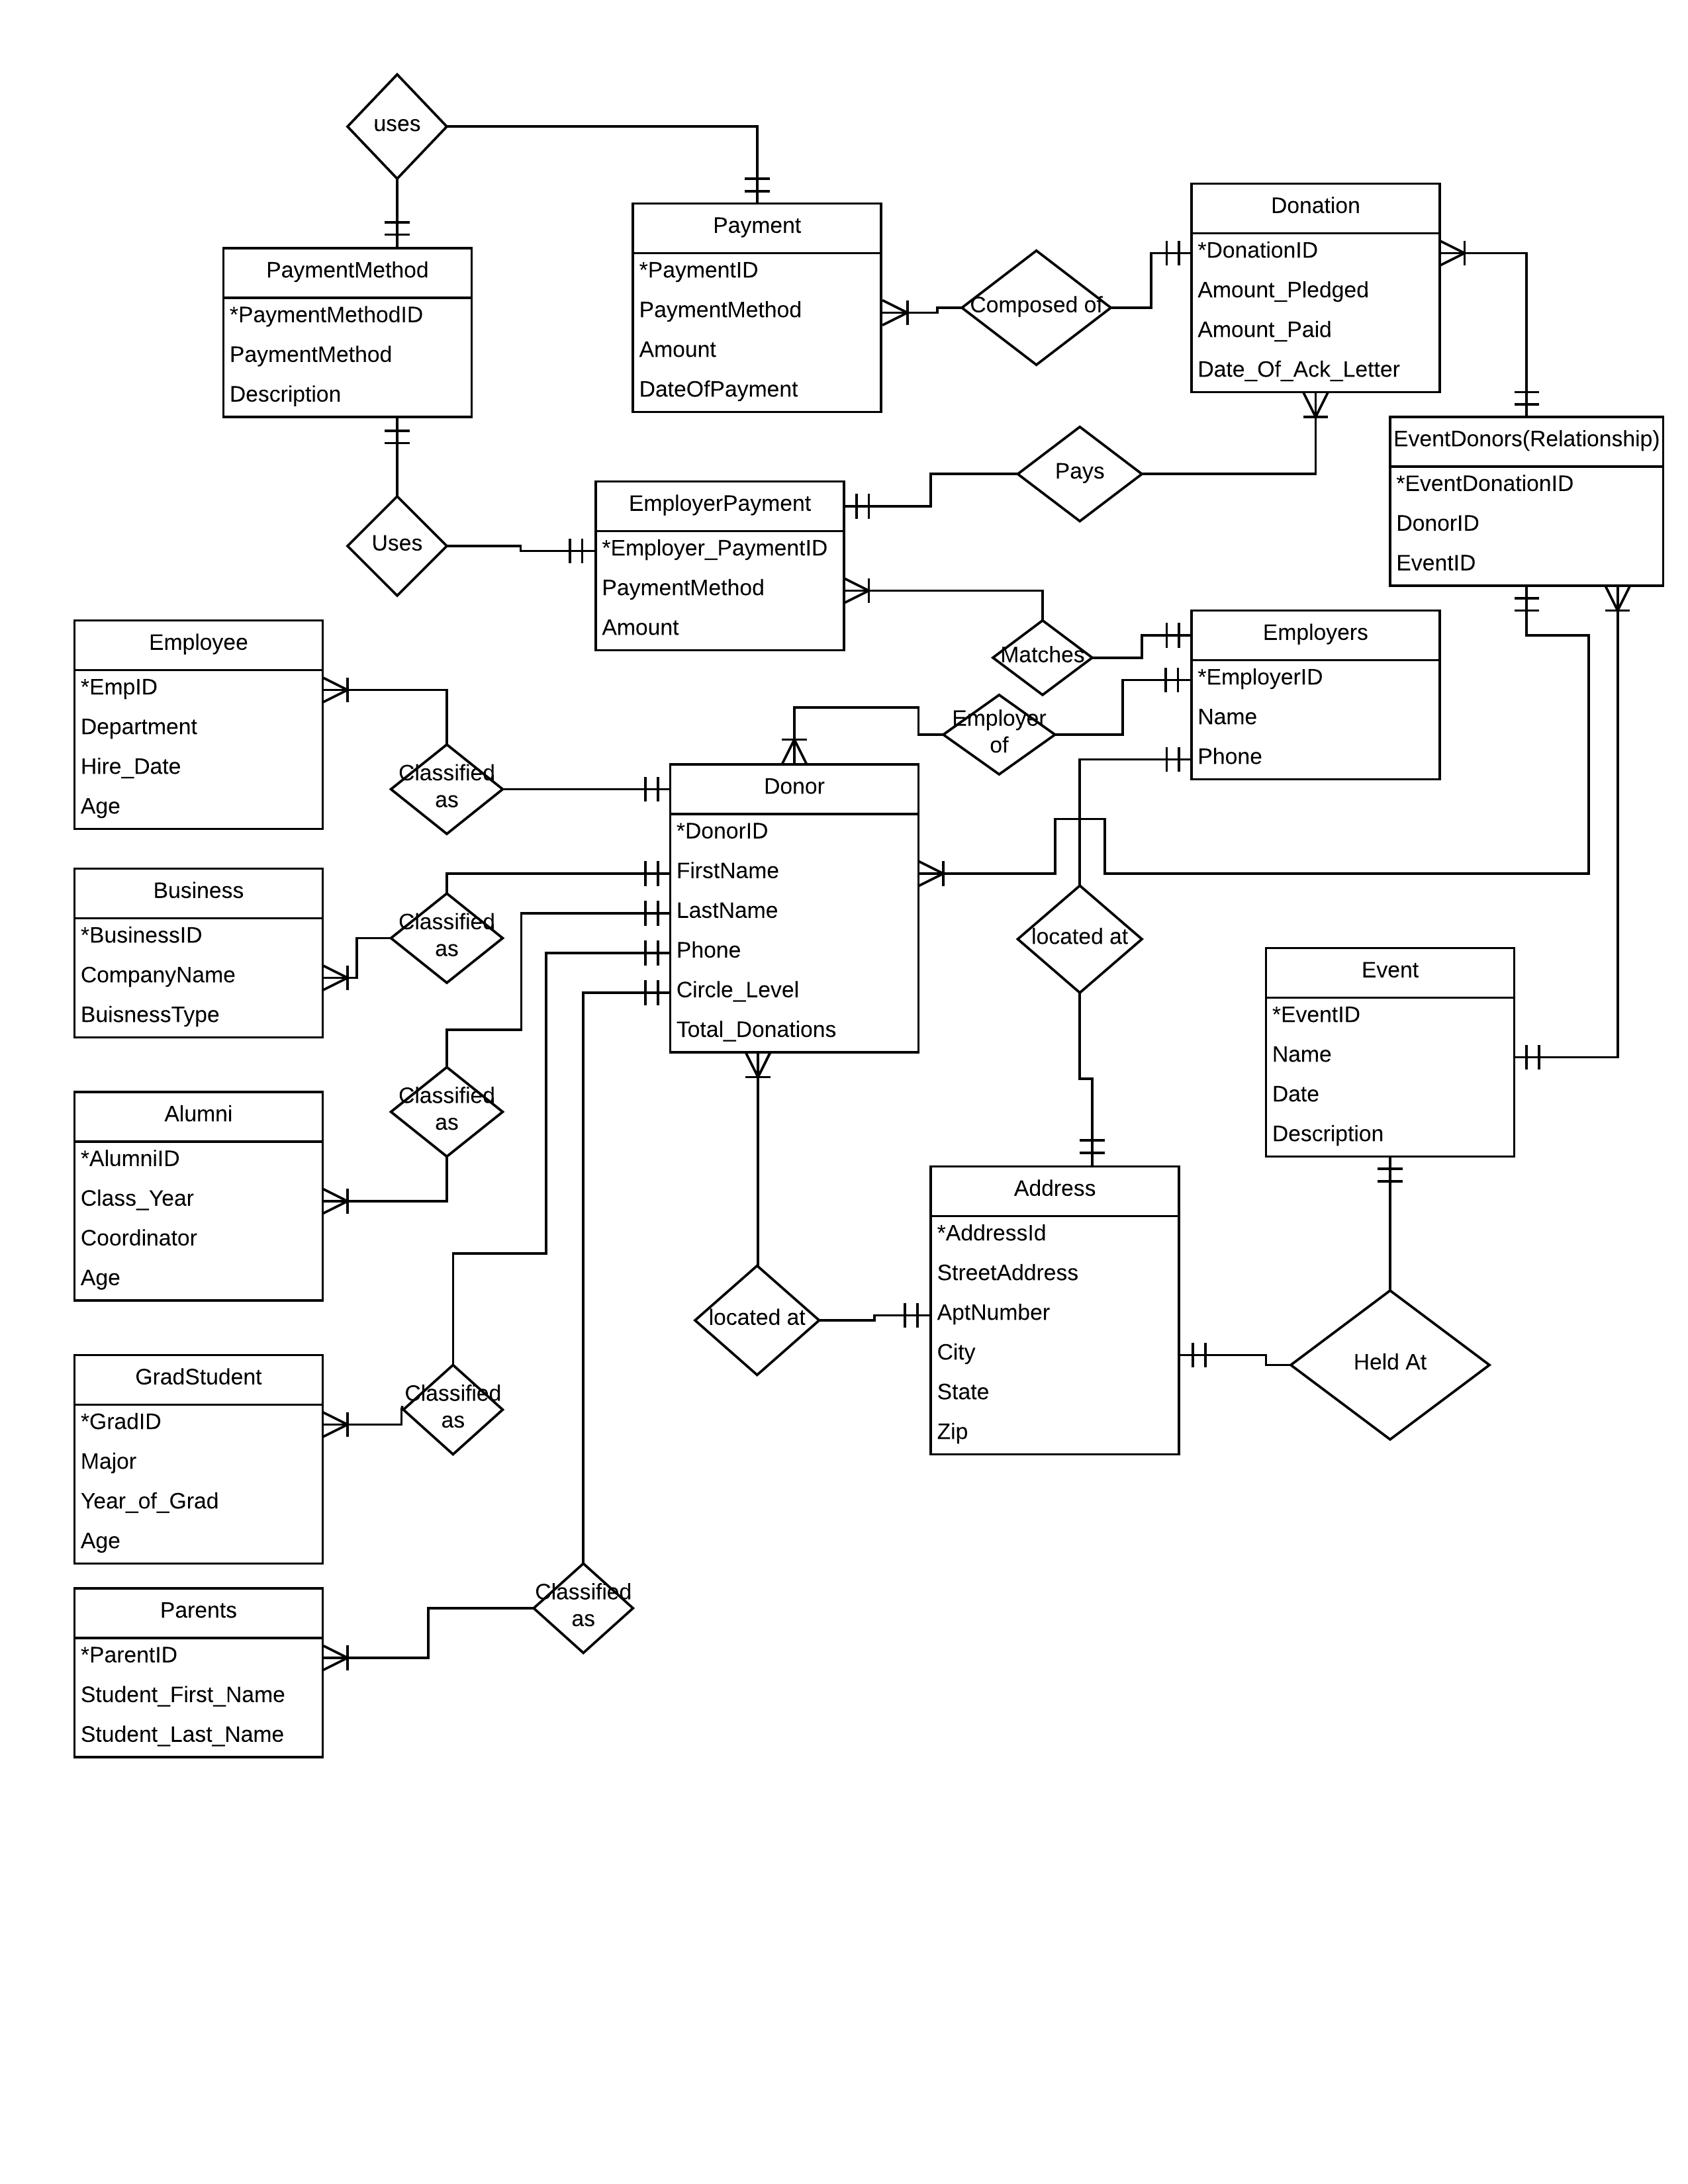 uses
Payment
*PaymentID
PaymentMethod
Amount
DateOfPayment
Composed of
Donation
*DonationID
Amount_Pledged
Amount_Paid
Date_Of_Ack_Letter
PaymentMethod
*PaymentMethodID
PaymentMethod
Description
Uses
EmployerPayment
*Employer_PaymentID
PaymentMethod
Amount
Pays
EventDonors(Relationship)
*EventDonationID
DonorID
EventID
Matches
Employers
*EmployerID
Name
Phone
Employer
of
Employee
*EmpID
Department
Hire_Date
Age
Classified
as
Donor
*DonorID
FirstName
LastName
Phone
Circle_Level
Total_Donations
Business
*BusinessID
CompanyName
BuisnessType
Classified
as
located at
Event
*EventID
Name
Date
Description
Alumni
*AlumniID
Class_Year
Coordinator
Age
Classified
as
located at
Address
*AddressId
StreetAddress
AptNumber
City
State
Zip
Held At
GradStudent
*GradID
Major
Year_of_Grad
Age
Classified
as
Parents
*ParentID
Student_First_Name
Student_Last_Name
Classified
as